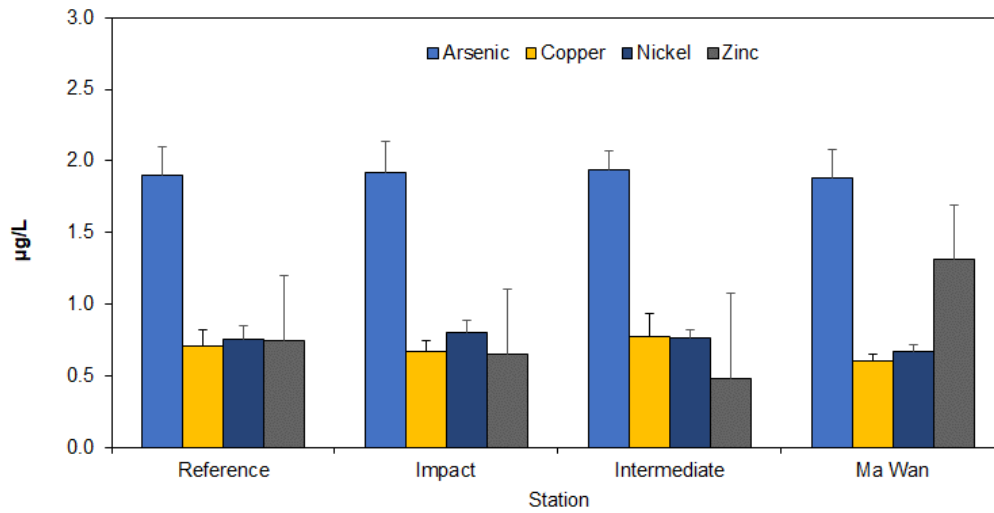 3.0
Arsenic Copper Nickel Zinc
2.5
2.0
1.5
µg/L
1.0
0.5
0.0
Reference Impact Intermediate Ma Wan
Station